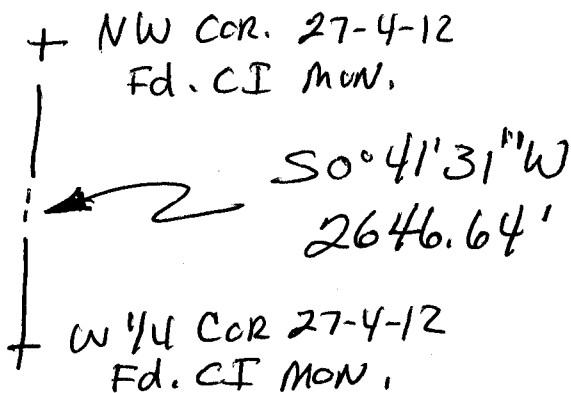 NW COR. 27-4-12
Fd. CI MON.
S0°41'31"W
2646.64'
W 1/4 COR 27-4-12
Fd. CI MON.